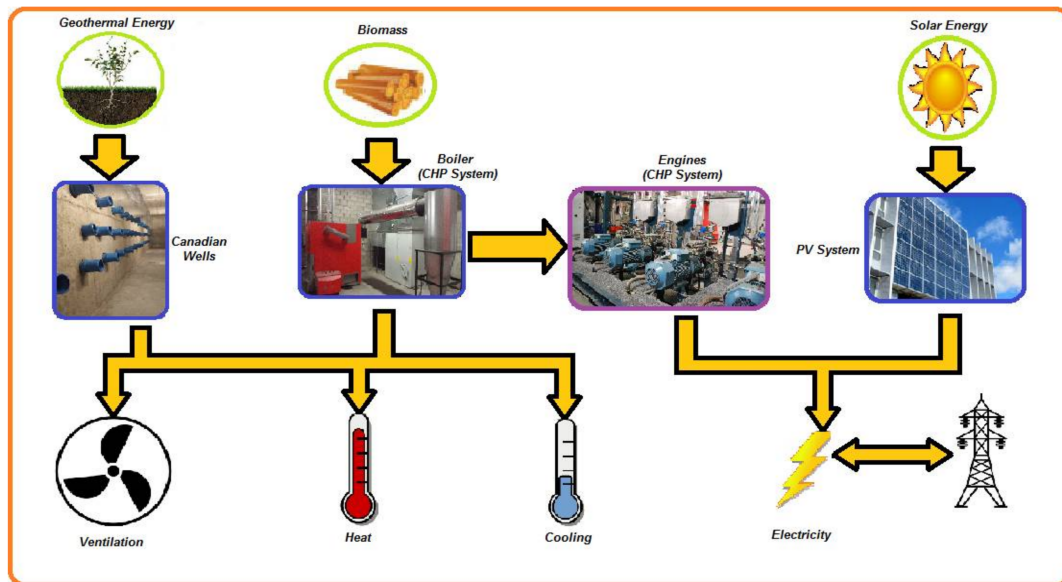 Geothermal Energy
Biomass
Solar Energy
Boiler
(CHP System)
Engines
(CHP System)
Canadian
Wells
PV System
Ventilation
Heat
Cooling
Electricity